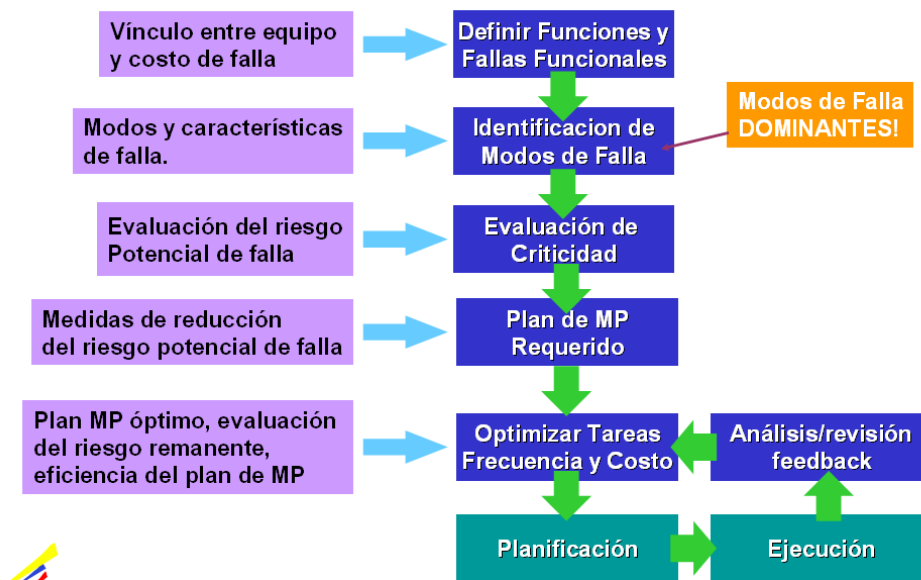 Vínculo entre equipo
y costo de falla
Definir Funciones y
Fallas Funcionales
Modos de Falla
DOMINANTES!
Modos y características
de falla.
Identificacion de
Modos de Falla
Evaluación del riesgo
Potencial de falla
Evaluación de
Criticidad
Medidas de reducción
del riesgo potencial de falla
Plan de MP
Requerido
Plan MP óptimo, evaluación
del riesgo remanente,
eficiencia del plan de MP
Optimizar Tareas
Frecuencia y Costo
Análisis/revisión
feedback
Planificación
Ejecución